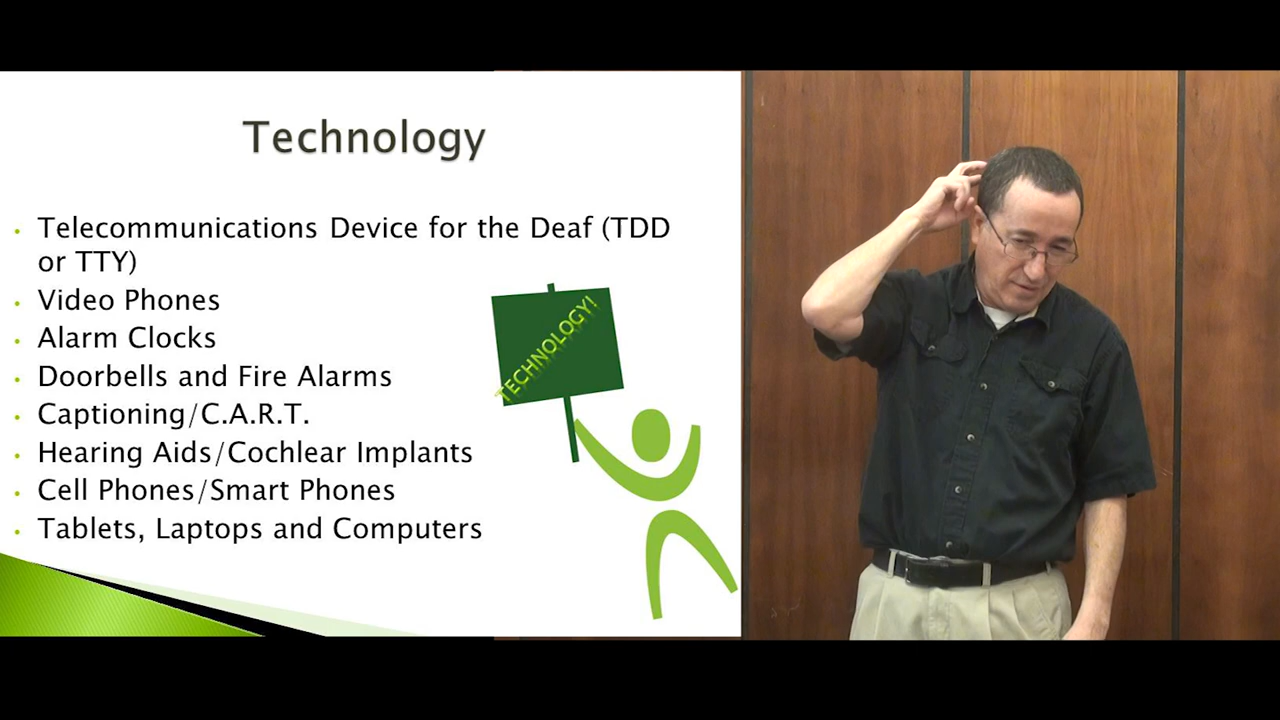 Technology
Telecommunications Device for the Deaf (TDD
or TTY)
Video Phones
Alarm Clocks
Doorbells and Fire Alarms
Captioning/C.A.R.T.
Hearing Aids/Cochlear Implants
Cell Phones/Smart Phones
Tablets, Laptops and Computers
TECHNOLOGY!